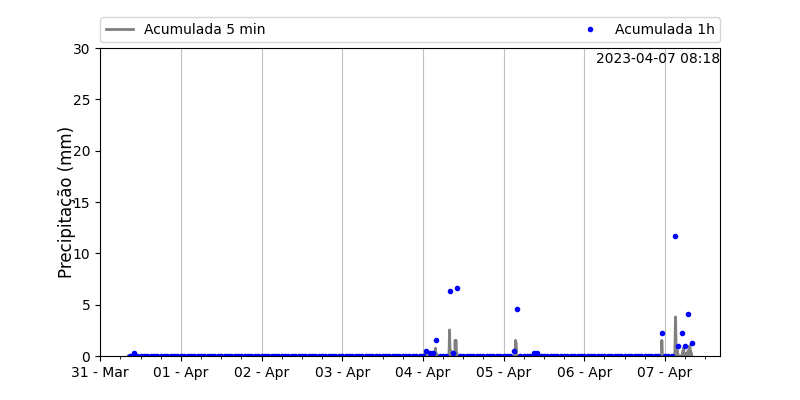 Acumulada 5 min
Acumulada 1h
2023-04-07 08:18
Precipitação (mm)
30
25
20
15
10
5
0
31 - Mar
01 - Apr
02 - Apr
03 - Apr
04 - Apr
05 - Apr
06 - Apr
07 - Apr